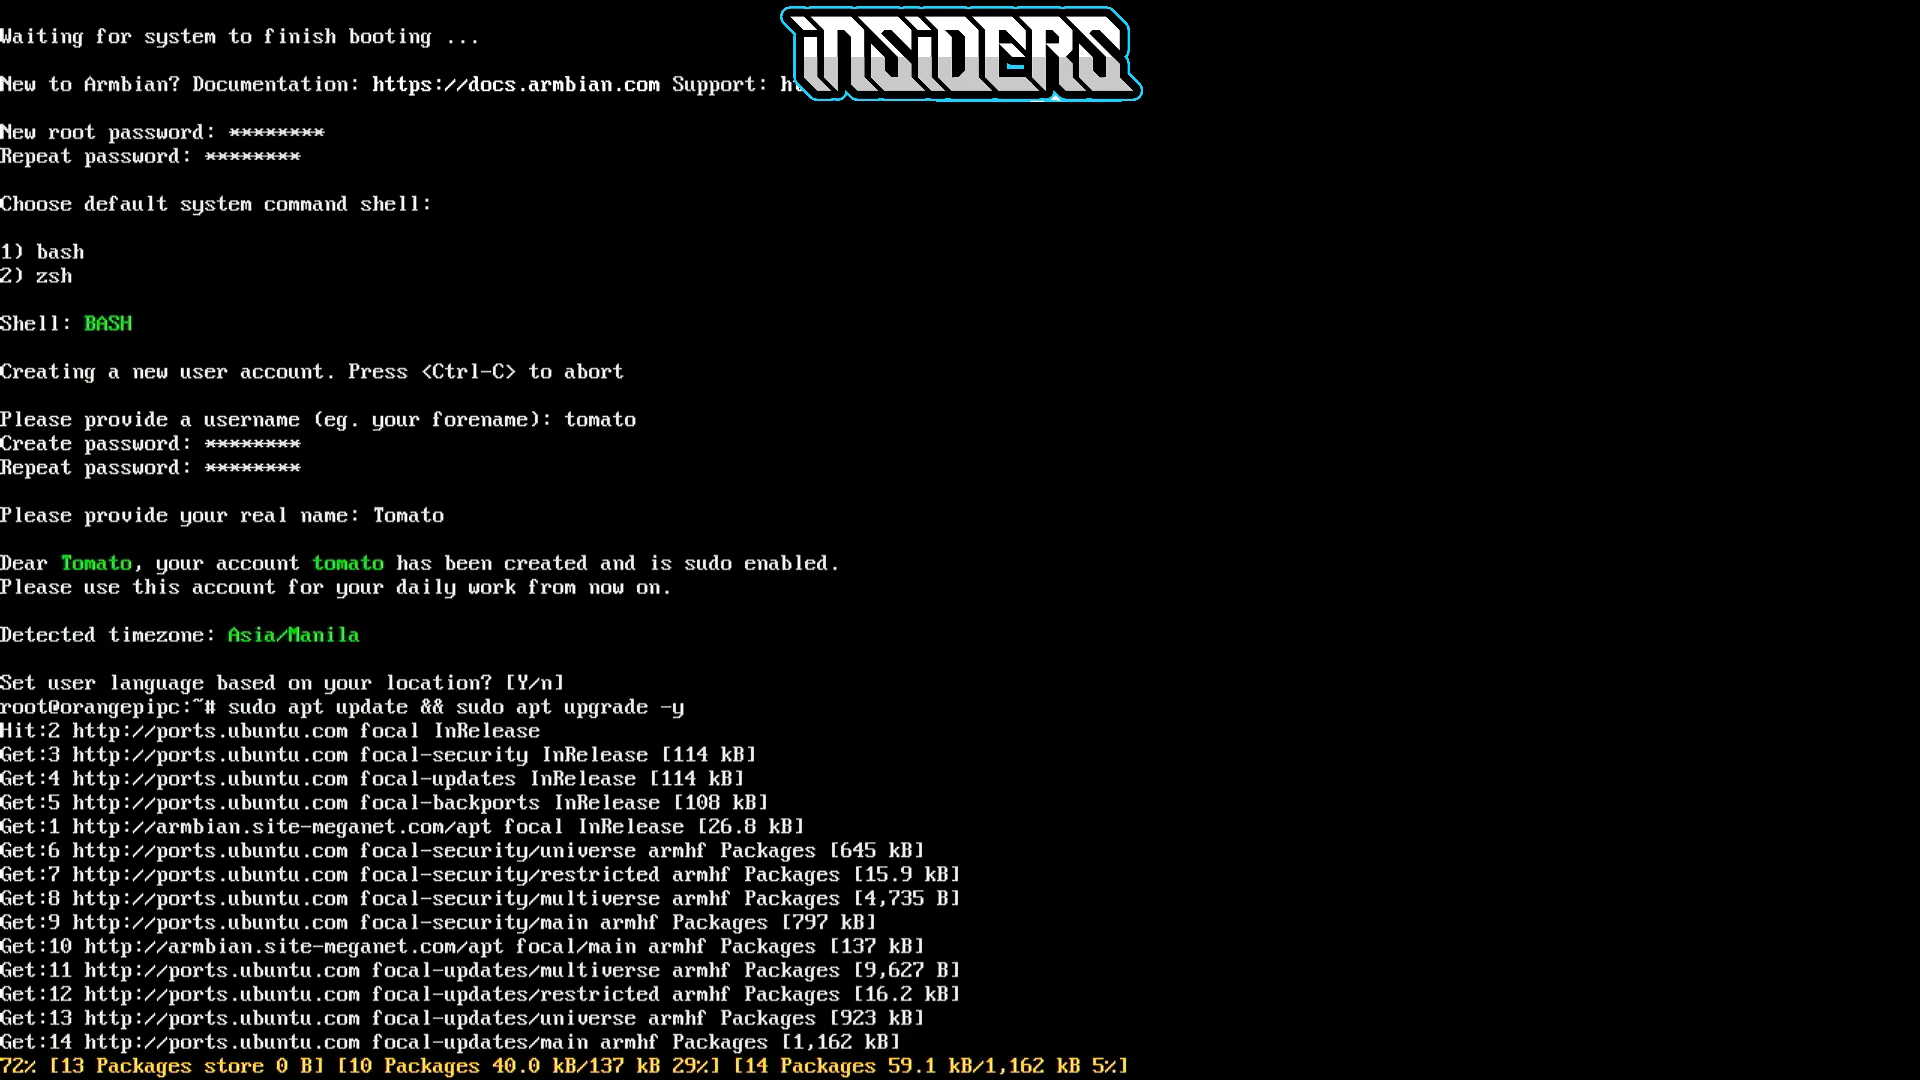 Waiting for system to finish booting ...
INSIDERS
New to Armbian? Documentation: https://docs.armbian.com Support:
New root password: ********
Repeat password: ********
Choose default system command shell:
1) bash
2) zsh
Shell: BASH
Creating a new user account. Press <Ctrl-C> to abort
Please provide a username (eg. your forename): tomato
Create password: ********
Repeat password: ********
Please provide your real name: Tomato
Dear Tomato, your account tomato has been created and is sudo enabled.
Please use this account for your daily work from now on.
Detected timezone: Asia/Manila
Set user language based on your location? [Y/n]
root@orangepipc:~# sudo apt update && sudo apt upgrade -y
Hit:2 http://ports.ubuntu.com focal InRelease
Get:3 http://ports.ubuntu.com focal-security InRelease [114 kB]
Get:4 http://ports.ubuntu.com focal-updates InRelease [114 kB]
Get:5 http://ports.ubuntu.com focal-backports InRelease [108 kB]
Get:1 http://armbian.site-meganet.com/apt focal InRelease [26.8 kB]
Get:6 http://ports.ubuntu.com focal-security/universe armhf Packages [645 kB]
Get:7 http://ports.ubuntu.com focal-security/restricted armhf Packages [15.9 kB]
Get:8 http://ports.ubuntu.com focal-security/multiverse armhf Packages [4,735 B]
Get:9 http://ports.ubuntu.com focal-security/main armhf Packages [797 kB]
Get:10 http://armbian.site-meganet.com/apt focal/main armhf Packages [137 kB]
Get:11 http://ports.ubuntu.com focal-updates/multiverse armhf Packages [9,627 B]
Get:12 http://ports.ubuntu.com focal-updates/restricted armhf Packages [16.2 kB]
Get:13 http://ports.ubuntu.com focal-updates/universe armhf Packages [923 kB]
Get:14 http://ports.ubuntu.com focal-updates/main armhf Packages [1,162 kB]
72% [13 Packages store 0 B] [10 Packages 40.0 kB/137 kB 29%] [14 Packages 59.1 kB/1,162 kB 5%]